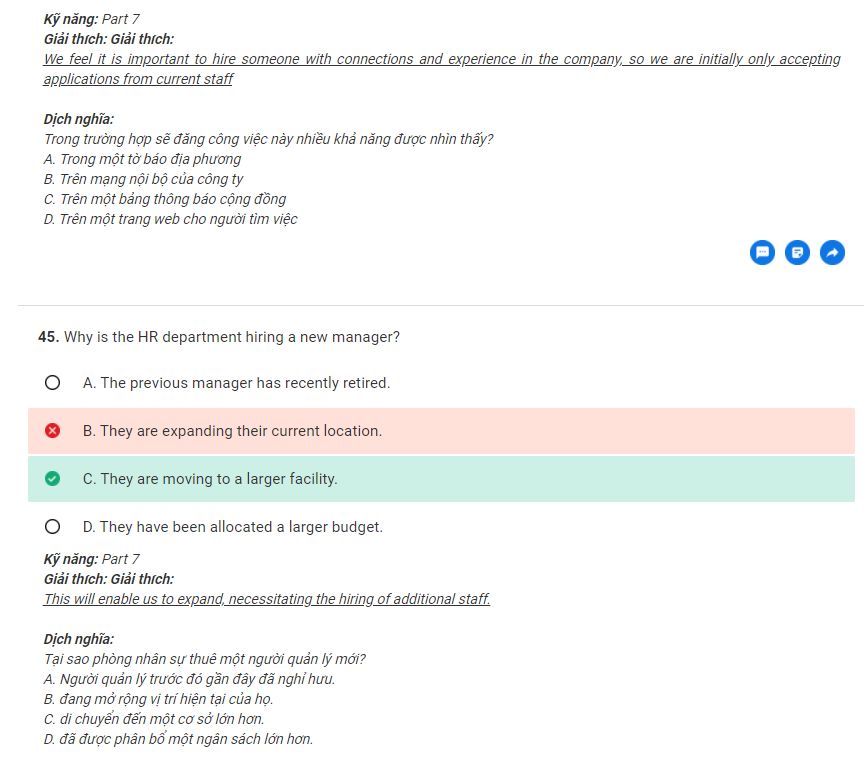 Kỹ năng: Part 7
Giải thích: Giải thích:
We feel it is important to hire someone with connections and experience in the company, so we are initially only accepting
applications from current staff
Dịch nghĩa:
Trong trường hợp sẽ đăng công việc này nhiều khả năng được nhìn thấy?
A. Trong một tờ báo địa phương
B. Trên mạng nội bộ của công ty
C. Trên một bảng thông báo cộng đồng
D. Trên một trang web cho người tìm việc
45. Why is the HR department hiring a new manager?
A. The previous manager has recently retired.
B. They are expanding their current location.
C. They are moving to a larger facility.
D. They have been allocated a larger budget.
Kỹ năng: Part 7
Giải thích: Giải thích:
This will enable us to expand, necessitating the hiring of additional staff.
Dịch nghĩa:
Tại sao phòng nhân sự thuê một người quản lý mới?
A. Người quản lý trước đó gần đây đã nghỉ hưu.
B. đang mở rộng vị trí hiện tại của họ.
C. di chuyển đến một cơ sở lớn hơn.
D. đã được phân bổ một ngân sách lớn hơn.